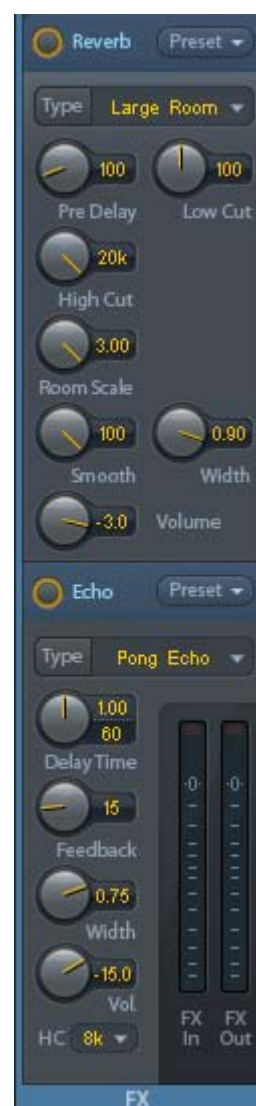 Reverb Preset
Type Large Room
100 100
Pre Delay Low Cut
20k
High Cut
3.00
Room Scale
100 0.90
Smooth Width
-3.0 Volume
Echo Preset
Type Pong Echo
1.00
60
Delay Time
-0- -0-
15
Feedback
0.75
Width
-15.0
Vol.
FX FX
HC 8k In Out
FX